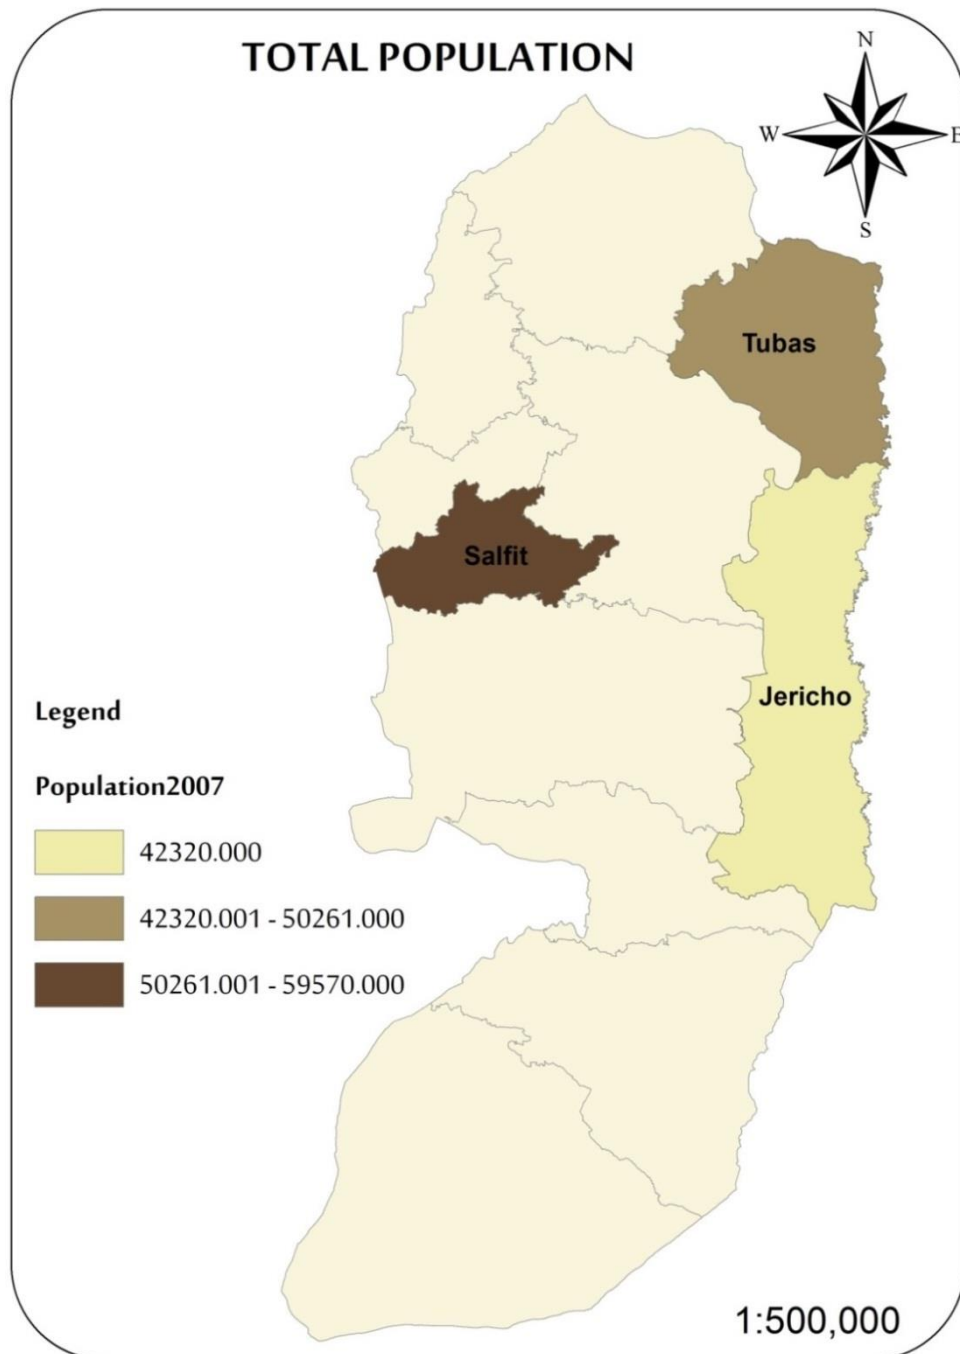 TOTAL POPULATION
N
W
E
S
Tubas
Salfit
Jericho
Legend
Population2007
42320.000
42320.001 - 50261.000
50261.001 - 59570.000
1:500,000